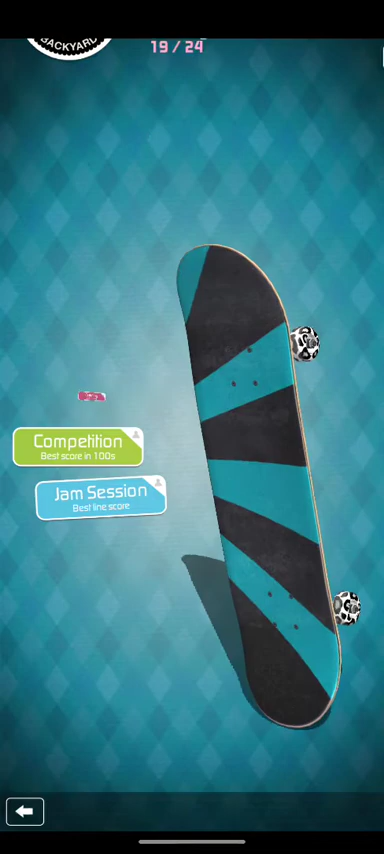 BACKYARD
19 / 24
Competition
Best score in 100s
Jam Session
Best line score